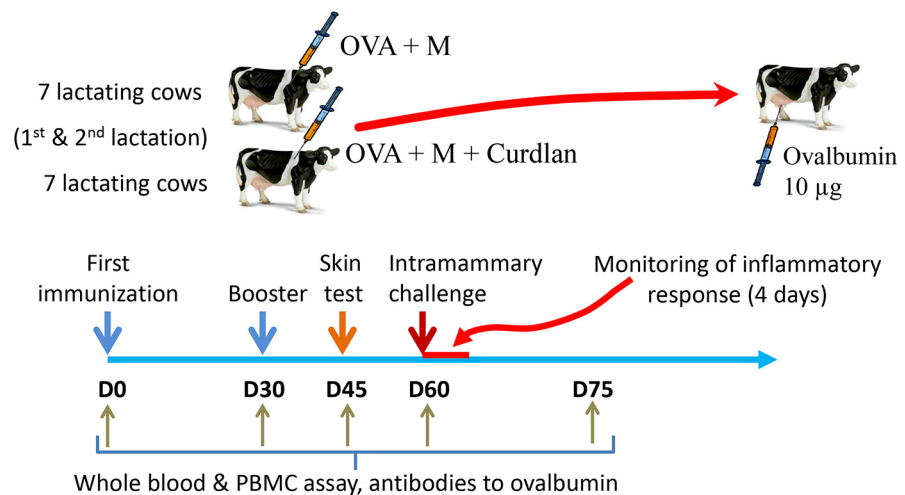 OVA + M
7 lactating cows
(1st & 2nd lactation)
OVA + M + Curdlan
7 lactating cows
Ovalbumin
10 µg
First
immunization
Booster
Skin
test
Intramammary
challenge
Monitoring of inflammatory
response (4 days)
D0
D30
D45
D60
D75
Whole blood & PBMC assay, antibodies to ovalbumin